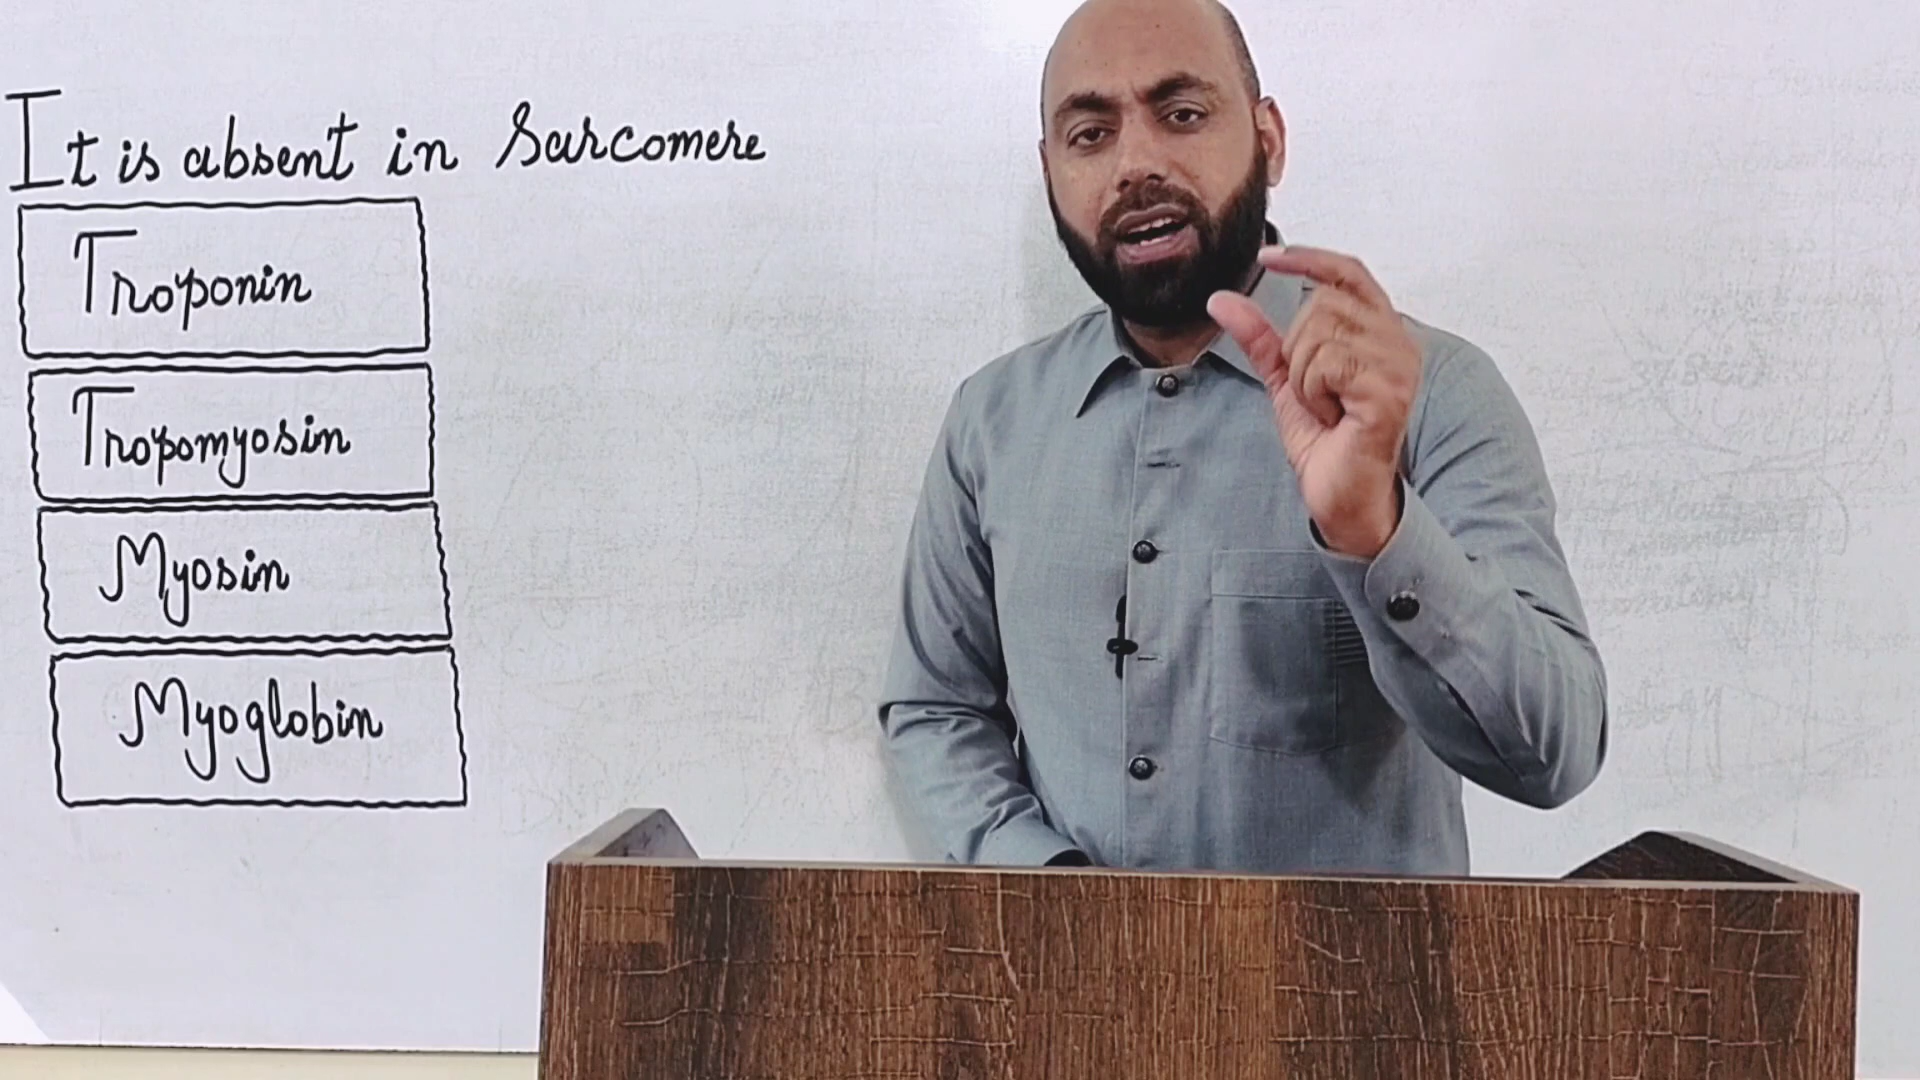 It is absent in Sarcomere
Troponin
Tropomyosin
Myosin
Myoglobin